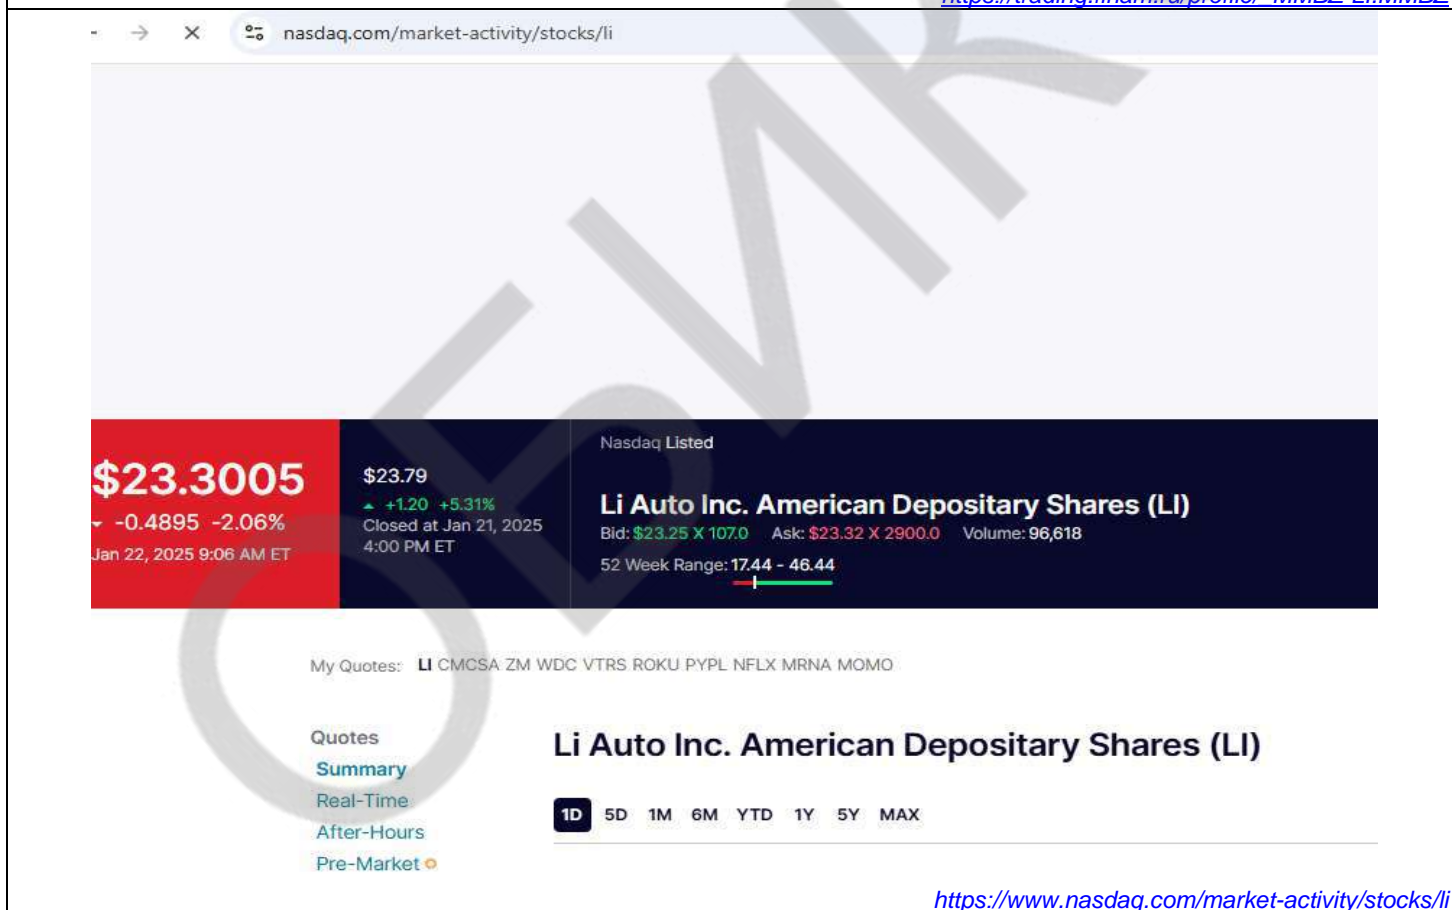 nasdaq.com/market-activity/stocks/li
Nasdaq Listed
$23.3005
-0.4895 -2.06%
Jan 22, 2025 9:06 AM ET
$23.79
+1.20 +5.31%
Closed at Jan 21, 2025
4:00 PM ET
Li Auto Inc. American Depositary Shares (LI)
Bid: $23.25 X 107.0 Ask: $23.32 X 2900.0 Volume: 96,618
52 Week Range: 17.44 - 46.44
My Quotes: LI CMCSA ZM WDC VTRS ROKU PYPL NFLX MRNA MOMO
Quotes
Summary
Real-Time
After-Hours
Pre-Market
Li Auto Inc. American Depositary Shares (LI)
1D 5D 1M 6M YTD 1Y 5Y MAX
https://www.nasdaq.com/market-activity/stocks/li
ОБИК